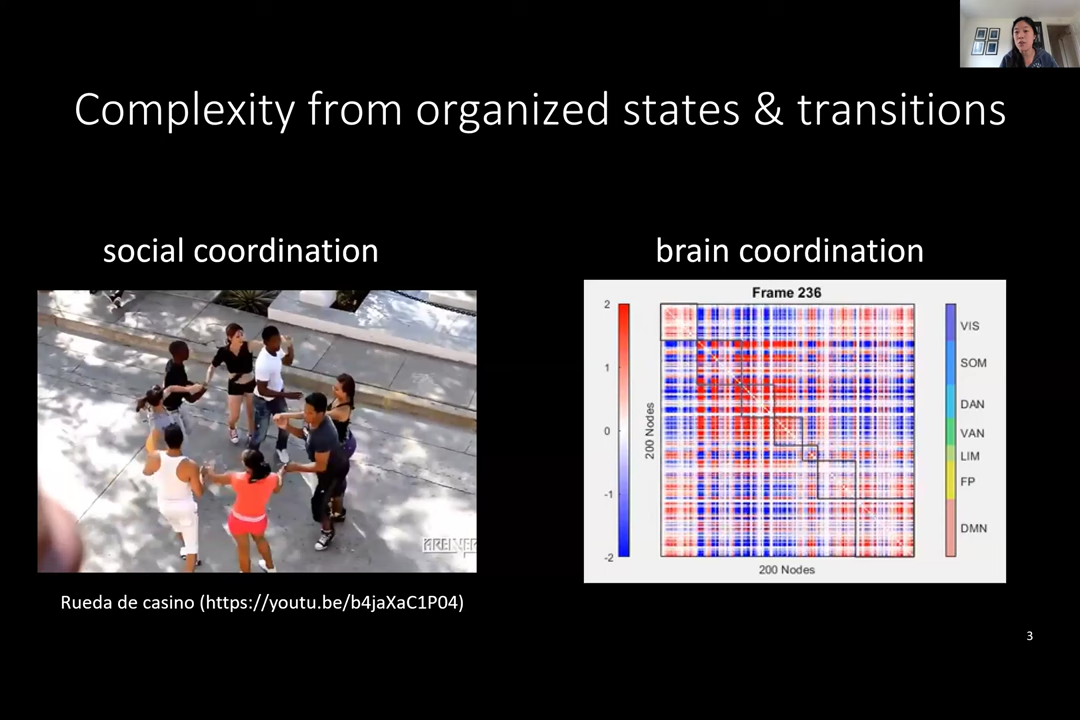 Complexity from organized states & transitions
social coordination
brain coordination
Rueda de casino (https://youtu.be/b4jaXaC1P04)
Frame 236
2
1
0
-1
-2
200 Nodes
200 Nodes
VIS
SOM
DAN
VAN
LIM
FP
DMN
3